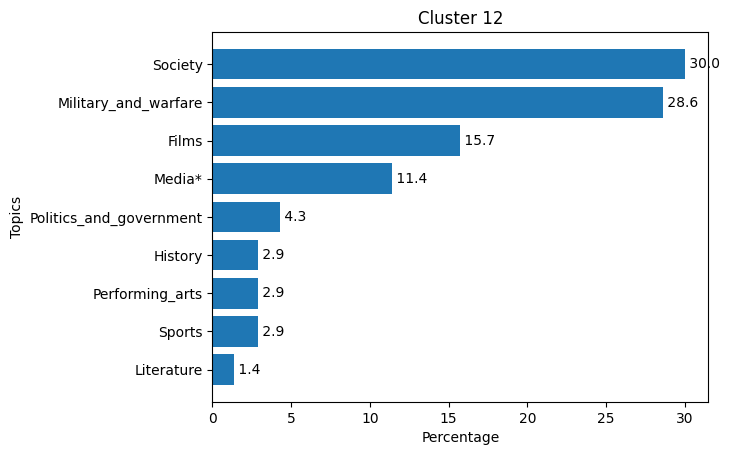 Cluster 12
Society 30.0
Military_and_warfare 28.6
Films 15.7
Media* 11.4
Politics_and_government 4.3
History 2.9
Performing_arts 2.9
Sports 2.9
Literature 1.4
Topics
0 5 10 15 20 25 30
Percentage